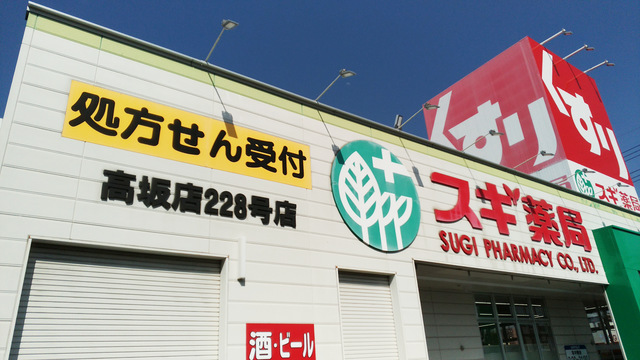 処方せん受付
高坂店228号店
スギ薬局
SUGI PHARMACY CO., LTD.
くすり
くすり
スギ薬局
酒・ビール